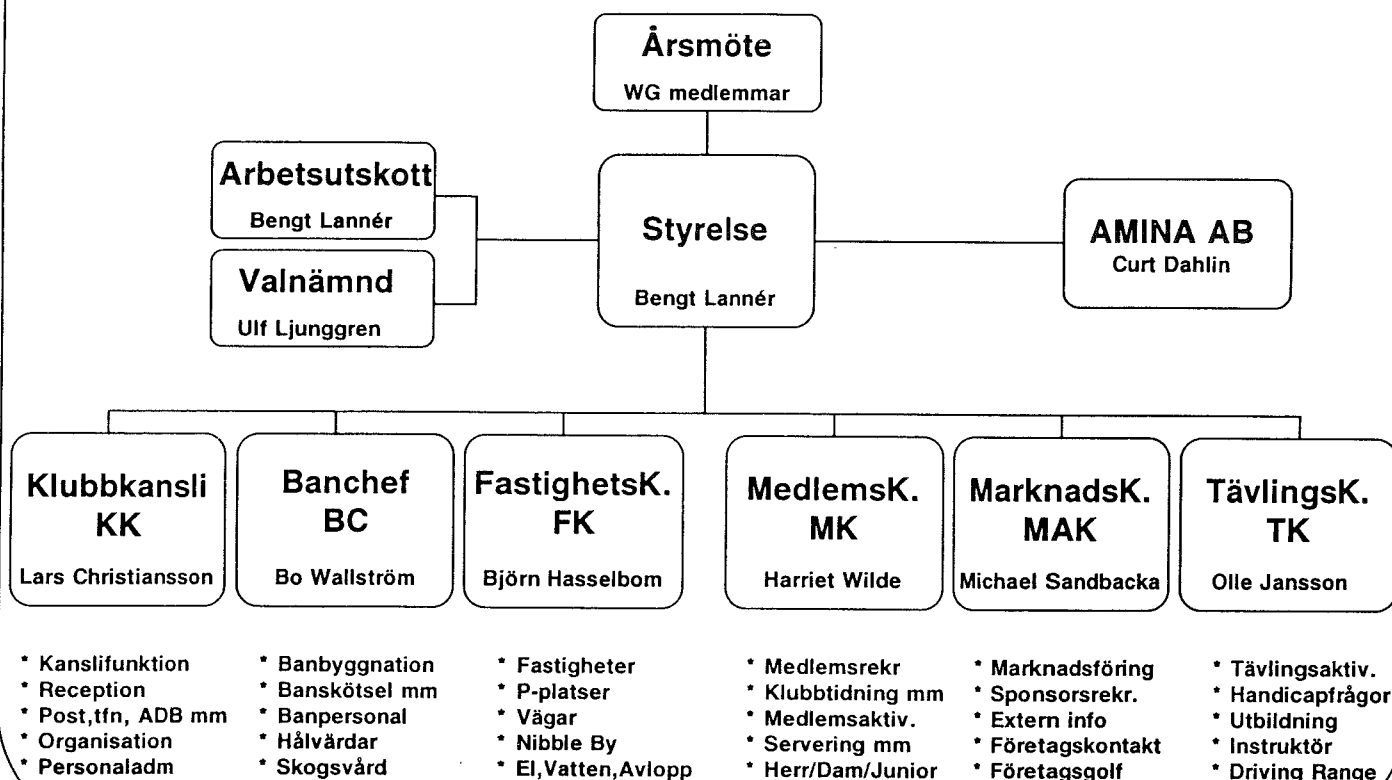 Årsmöte
WG medlemmar
Arbetsutskott
Bengt Lannér
Valnämnd
Ulf Ljunggren
Styrelse
Bengt Lannér
AMINA AB
Curt Dahlin
Klubbkansli
KK
Lars Christiansson
Banchef
BC
Bo Wallström
FastighetsK.
FK
Björn Hasselbom
MedlemsK.
MK
Harriet Wilde
MarknadsK.
MAK
Michael Sandbacka
TävlingsK.
TK
Olle Jansson
* Kanslifunktion
* Reception
* Post,tfn, ADB mm
* Organisation
* Personaladm
* Banbyggnation
* Banskötsel mm
* Banpersonal
* Hålvärdar
* Skogsvård
* Fastigheter
* P-platser
* Vägar
* Nibble By
* El,Vatten,Avlopp
* Medlemsrekr
* Klubbtidning mm
* Medlemsaktiv.
* Servering mm
* Herr/Dam/Junior
* Marknadsföring
* Sponsorsrekr.
* Extern info
* Företagskontakt
* Företagsgolf
* Tävlingsaktiv.
* Handicapfrågor
* Utbildning
* Instruktör
* Driving Range